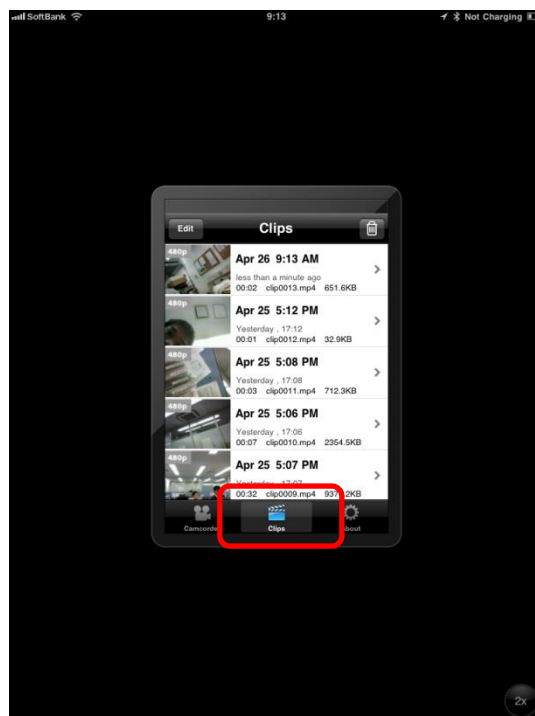 SoftBank 9:13 Not Charging
Edit Clips
480p
Apr 26 9:13 AM
less than a minute ago
00:02 clip0013.mp4 651.6KB
480p
Apr 25 5:12 PM
Yesterday , 17:12
00:01 clip0012.mp4 32.9KB
480p
Apr 25 5:08 PM
Yesterday , 17:08
00:03 clip0011.mp4 712.3KB
480p
Apr 25 5:06 PM
Yesterday , 17:06
00:07 clip0010.mp4 2354.5KB
480p
Apr 25 5:07 PM
Yesterday , 17:07
00:32 clip0009.mp4
Clips
2x